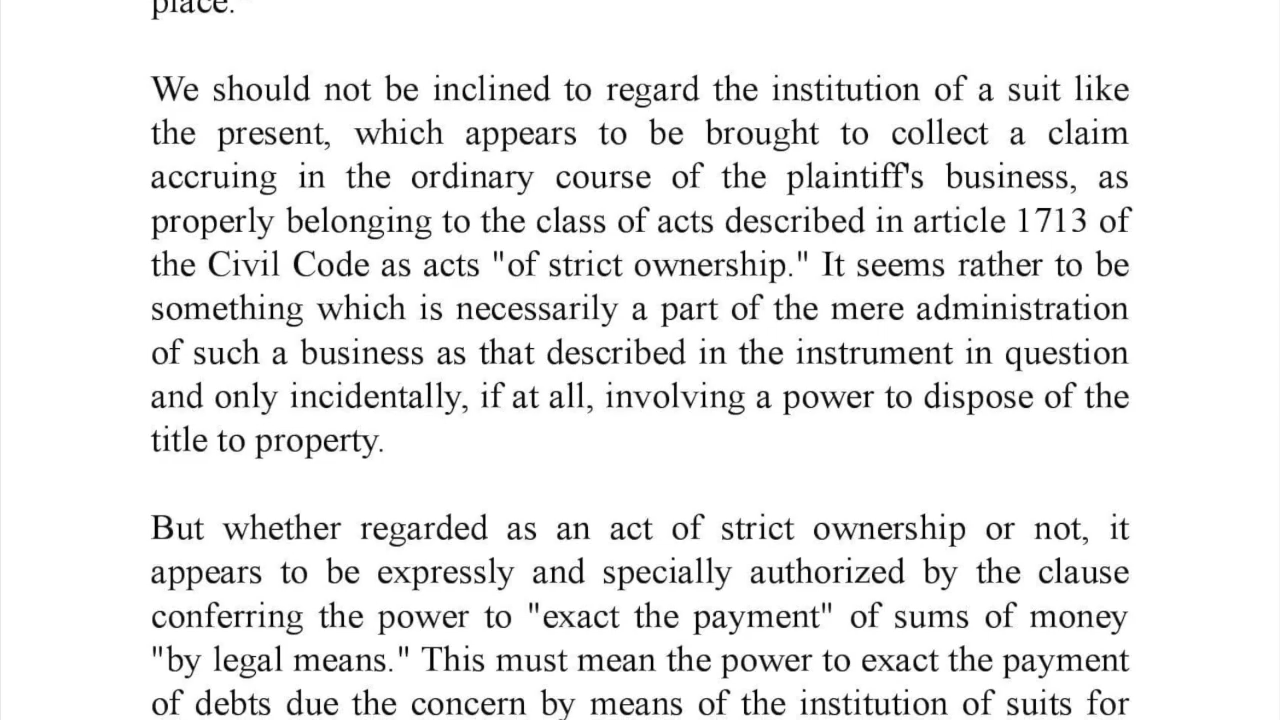 place."
We should not be inclined to regard the institution of a suit like
the present, which appears to be brought to collect a claim
accruing in the ordinary course of the plaintiff's business, as
properly belonging to the class of acts described in article 1713 of
the Civil Code as acts "of strict ownership." It seems rather to be
something which is necessarily a part of the mere administration
of such a business as that described in the instrument in question
and only incidentally, if at all, involving a power to dispose of the
title to property.
But whether regarded as an act of strict ownership or not, it
appears to be expressly and specially authorized by the clause
conferring the power to "exact the payment" of sums of money
"by legal means." This must mean the power to exact the payment
of debts due the concern by means of the institution of suits for